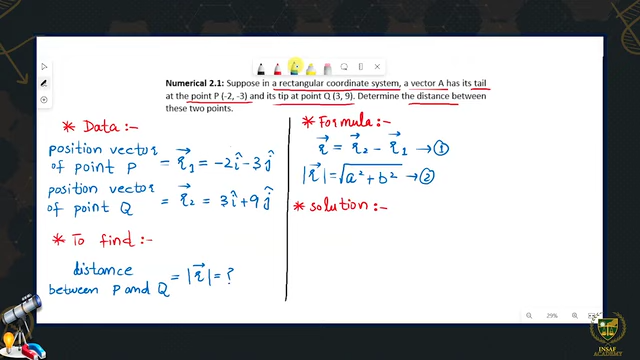 Numerical 2.1: Suppose in a rectangular coordinate system, a vector A has its tail
at the point P (-2, -3) and its tip at point Q (3, 9). Determine the distance between
these two points.
* Data :-
position vector
of point P = r⃗₁ = -2î - 3ĵ
position vector
of point Q = r⃗₂ = 3î + 9ĵ
* To find :-
distance
between P and Q = |r⃗| = ?
* Formula :-
r⃗ = r⃗₂ - r⃗₁ → ①
|r⃗| = √a² + b² → ②
* solution :-
29%
INSAF
ACADEMY